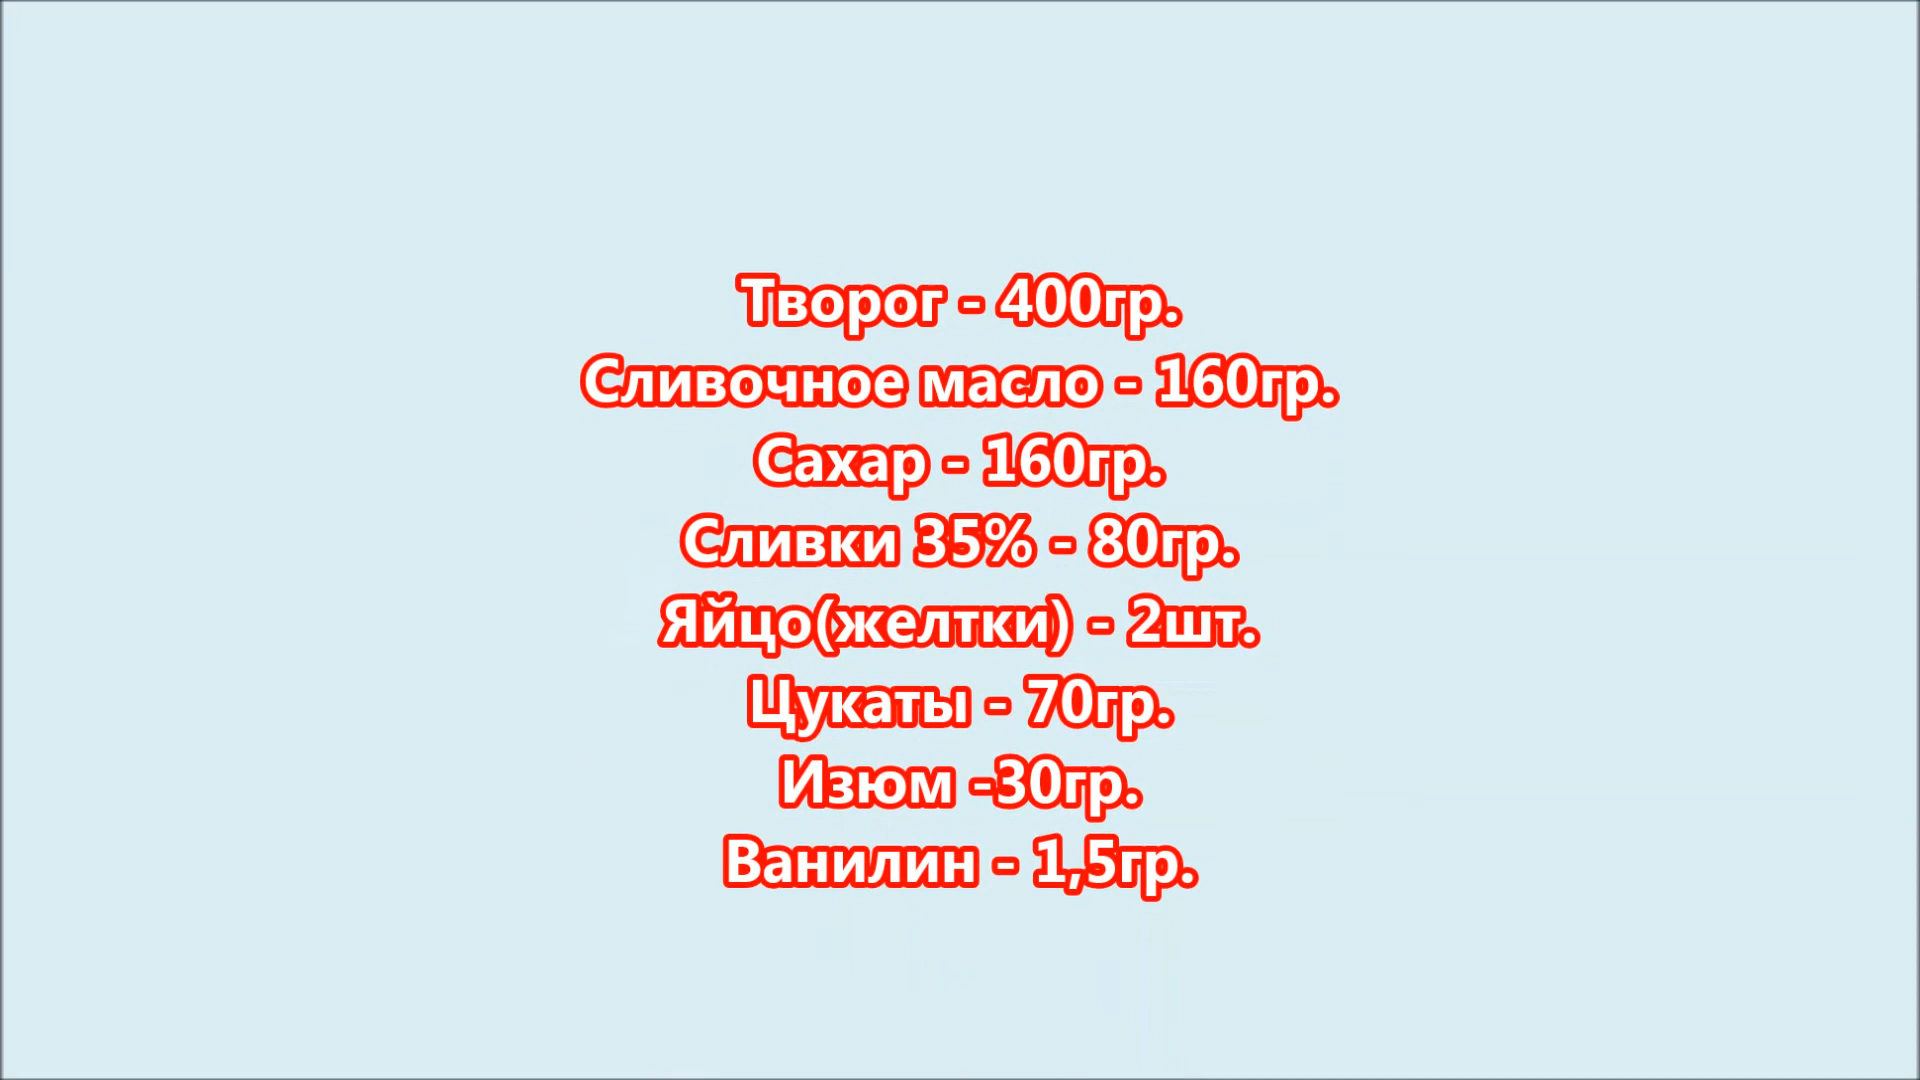 Творог - 400гр.
Сливочное масло - 160гр.
Сахар - 160гр.
Сливки 35% - 80гр.
Яйцо(желтки) - 2шт.
Цукаты - 70гр.
Изюм -30гр.
Ванилин - 1,5гр.